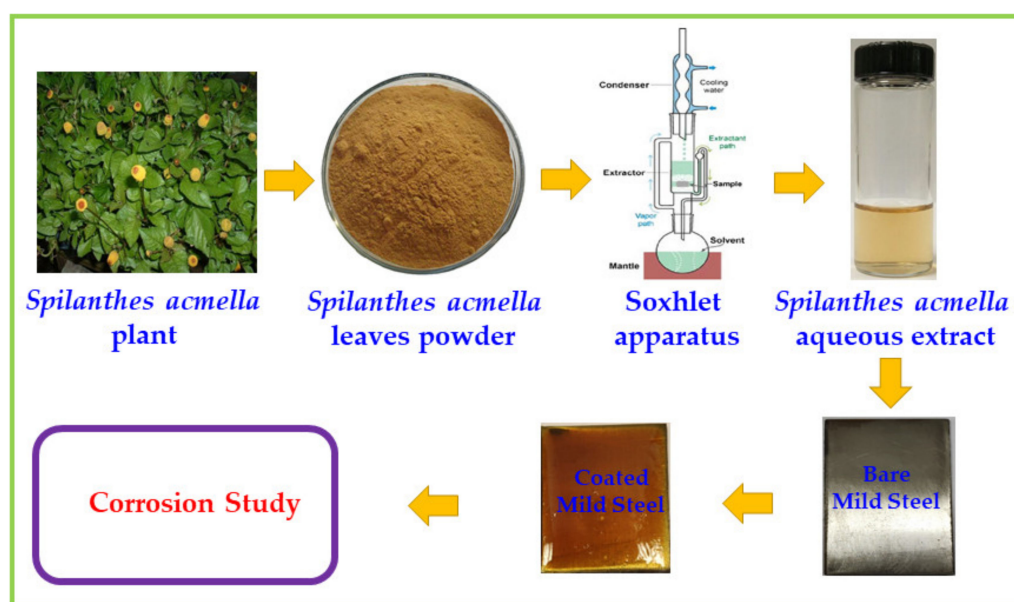 Condenser
Cooling
water
Extractant
path
Extractor
Sample
Vapor
path
Solvent
Mantle
Spilanthes acmella
plant
Spilanthes acmella
leaves powder
Soxhlet
apparatus
Spilanthes acmella
aqueous extract
Corrosion Study
Coated
Mild Steel
Bare
Mild Steel